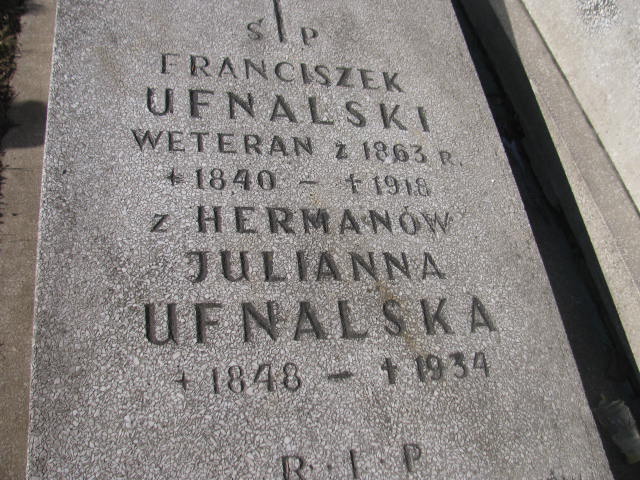 Ś P
FRANCISZEK
UFNALSKI
WETERAN z 1863 R.
+ 1840 – † 1918
z HERMANÓW
JULIANNA
UFNALSKA
+ 1848 – † 1934
R. I. P